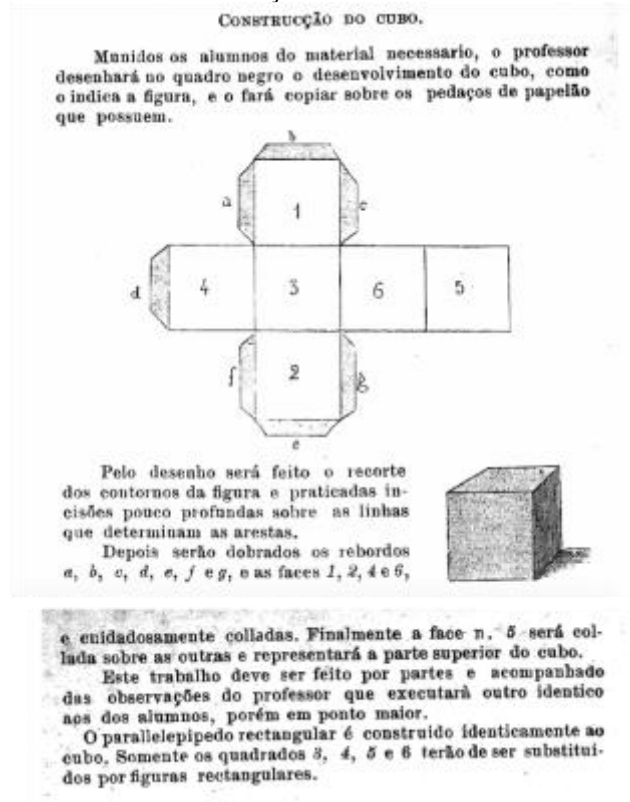 CONSTRUCÇÃO DO CUBO.
Munidos os alumnos do material necessario, o professor
desenhará no quadro negro o desenvolvimento do cubo, como
o indica a figura, e o fará copiar sobre os pedaços de papelão
que possuem.
b
a
1
c
d
4
3
6
5
f
2
g
e
Pelo desenho será feito o recorte
dos contornos da figura e praticadas in-
cisões pouco profundas sobre as linhas
que determinam as arestas.
Depois serão dobrados os rebordos
a, b, c, d, e, f e g, e as faces 1, 2, 4 e 6,
e cuidadosamente colladas. Finalmente a face n. 5 será col-
lada sobre as outras e representará a parte superior do cubo.
Este trabalho deve ser feito por partes e acompanhado
das observações do professor que executará outro identico
aos dos alumnos, porém em ponto maior.
O parallelepipedo rectangular é construido identicamente ao
cubo. Somente os quadrados 3, 4, 5 e 6 terão de ser substitui-
dos por figuras rectangulares.